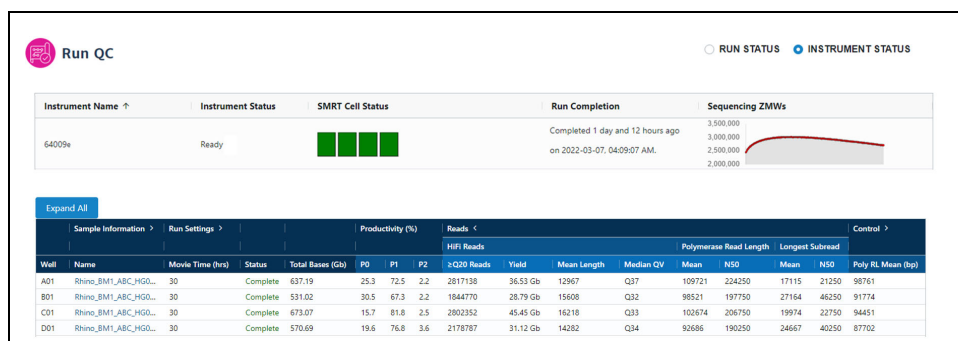 Run QC
RUN STATUS INSTRUMENT STATUS
Instrument Name ↑ Instrument Status SMRT Cell Status Run Completion Sequencing ZMWs
64009e Ready Completed 1 day and 12 hours ago
on 2022-03-07, 04:09:07 AM.
3,500,000
3,000,000
2,500,000
2,000,000
Expand All
Sample Information > Run Settings > Productivity (%) Reads < Control >
HiFi Reads Polymerase Read Length Longest Subread
Well Name Movie Time (hrs) Status Total Bases (Gb) P0 P1 P2 ≥Q20 Reads Yield Mean Length Median QV Mean N50 Mean N50 Poly RL Mean (bp)
A01 Rhino_BM1_ABC_HG0... 30 Complete 637.19 25.3 72.5 2.2 2817138 36.53 Gb 12967 Q37 109721 224250 17115 21250 98761
B01 Rhino_BM1_ABC_HG0... 30 Complete 531.02 30.5 67.3 2.2 1844770 28.79 Gb 15608 Q32 98521 197750 27164 46250 91774
C01 Rhino_BM1_ABC_HG0... 30 Complete 673.07 15.7 81.8 2.5 2802352 45.45 Gb 16218 Q33 102674 206750 19974 22750 94451
D01 Rhino_BM1_ABC_HG0... 30 Complete 570.69 19.6 76.8 3.6 2178787 31.12 Gb 14282 Q34 92686 190250 24667 40250 87702